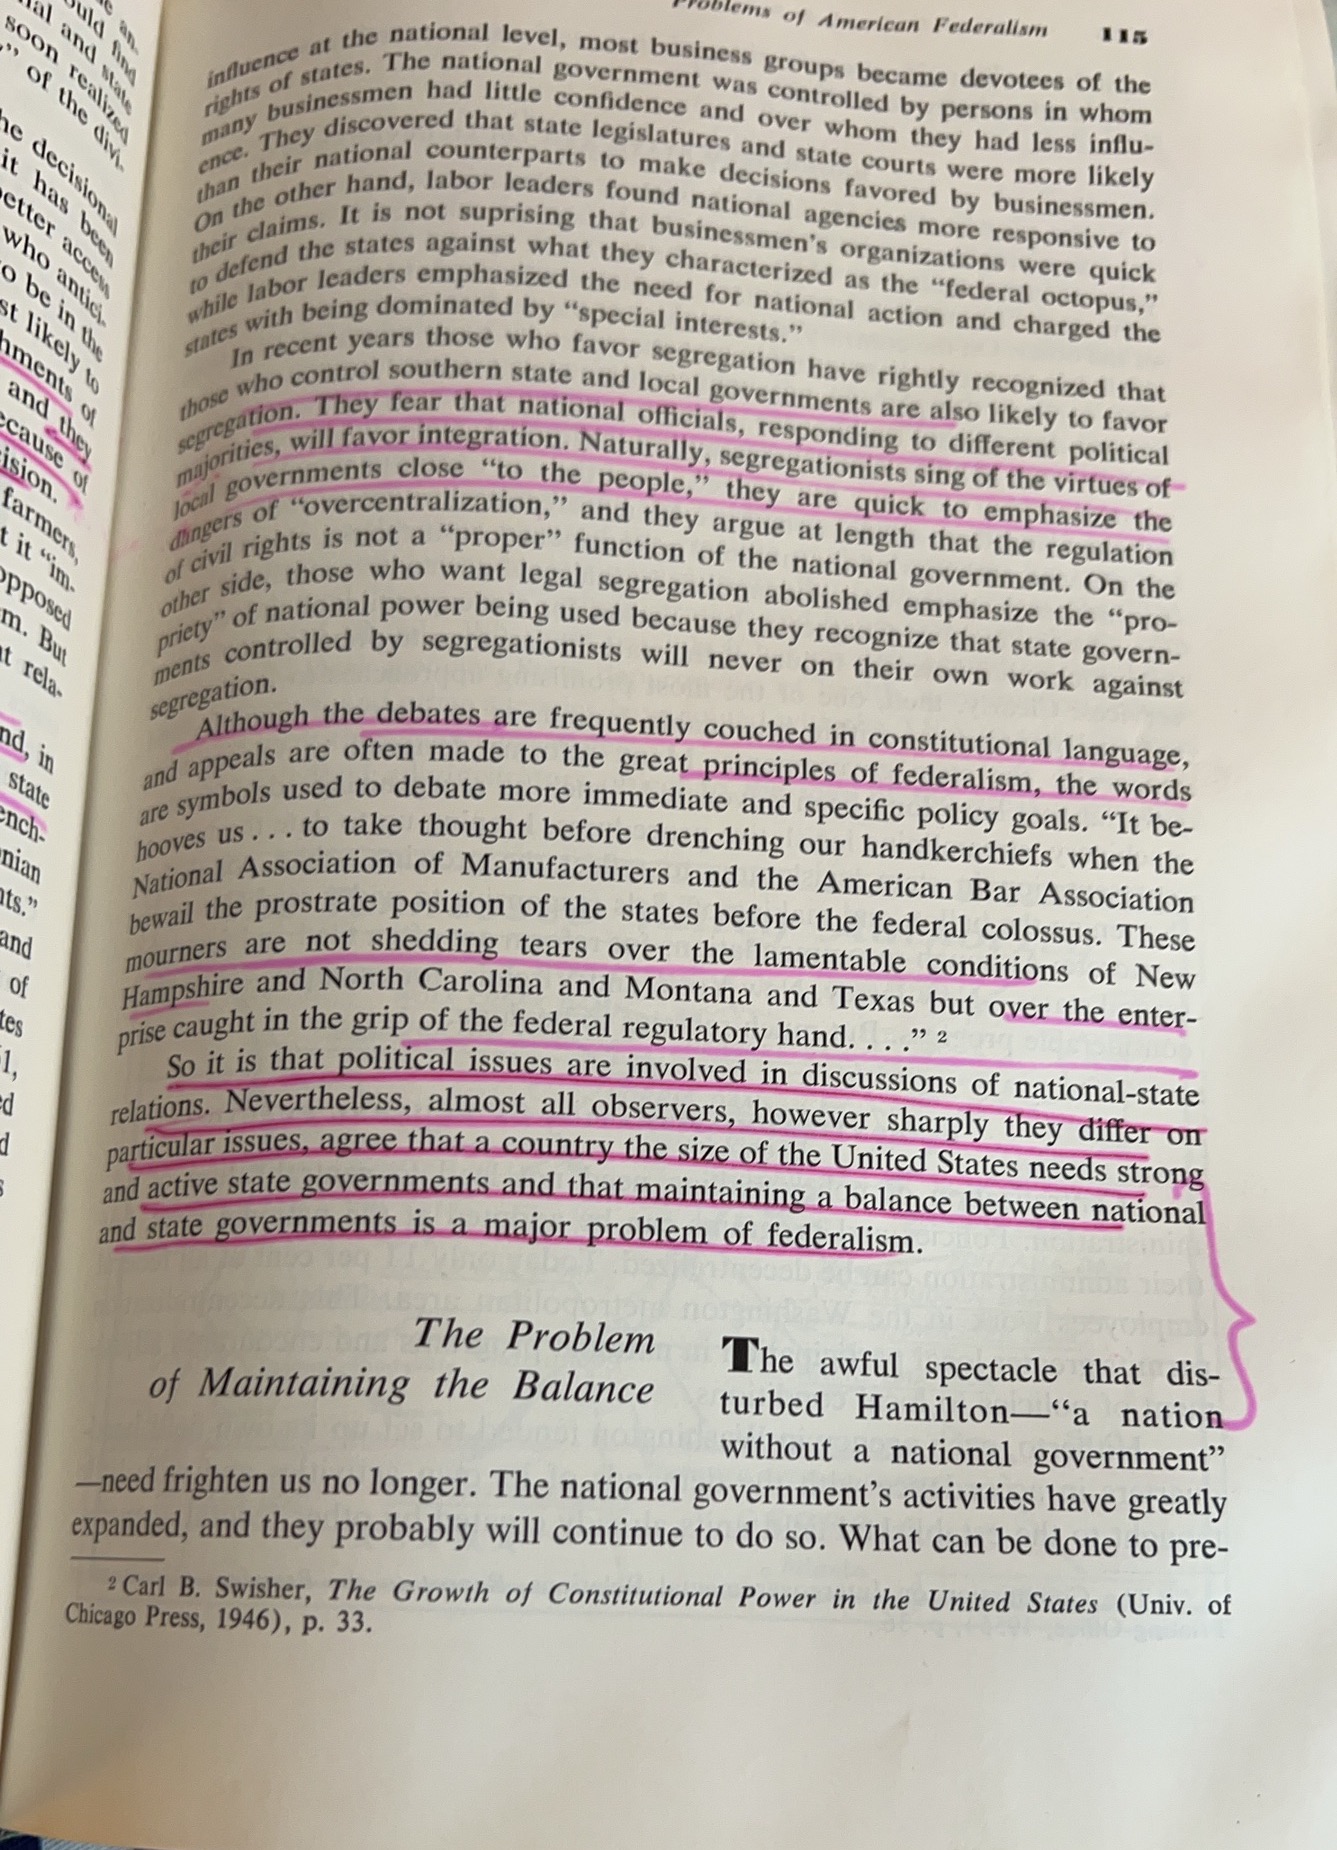 Problems of American Federalism 115
influence at the national level, most business groups became devotees of the
rights of states. The national government was controlled by persons in whom
many businessmen had little confidence and over whom they had less influ-
ence. They discovered that state legislatures and state courts were more likely
than their national counterparts to make decisions favored by businessmen.
On the other hand, labor leaders found national agencies more responsive to
their claims. It is not suprising that businessmen's organizations were quick
to defend the states against what they characterized as the “federal octopus,”
while labor leaders emphasized the need for national action and charged the
states with being dominated by “special interests.”
In recent years those who favor segregation have rightly recognized that
those who control southern state and local governments are also likely to favor
segregation. They fear that national officials, responding to different political
majorities, will favor integration. Naturally, segregationists sing of the virtues of
local governments close “to the people,” they are quick to emphasize the
dangers of “overcentralization,” and they argue at length that the regulation
of civil rights is not a “proper” function of the national government. On the
other side, those who want legal segregation abolished emphasize the “pro-
priety” of national power being used because they recognize that state govern-
ments controlled by segregationists will never on their own work against
segregation.
Although the debates are frequently couched in constitutional language,
and appeals are often made to the great principles of federalism, the words
are symbols used to debate more immediate and specific policy goals. “It be-
hooves us . . . to take thought before drenching our handkerchiefs when the
National Association of Manufacturers and the American Bar Association
bewail the prostrate position of the states before the federal colossus. These
mourners are not shedding tears over the lamentable conditions of New
Hampshire and North Carolina and Montana and Texas but over the enter-
prise caught in the grip of the federal regulatory hand. . . .” 2
So it is that political issues are involved in discussions of national-state
relations. Nevertheless, almost all observers, however sharply they differ on
particular issues, agree that a country the size of the United States needs strong
and active state governments and that maintaining a balance between national
and state governments is a major problem of federalism.
The Problem
of Maintaining the Balance
The awful spectacle that dis-
turbed Hamilton—“a nation
without a national government”
—need frighten us no longer. The national government's activities have greatly
expanded, and they probably will continue to do so. What can be done to pre-
2 Carl B. Swisher, The Growth of Constitutional Power in the United States (Univ. of
Chicago Press, 1946), p. 33.